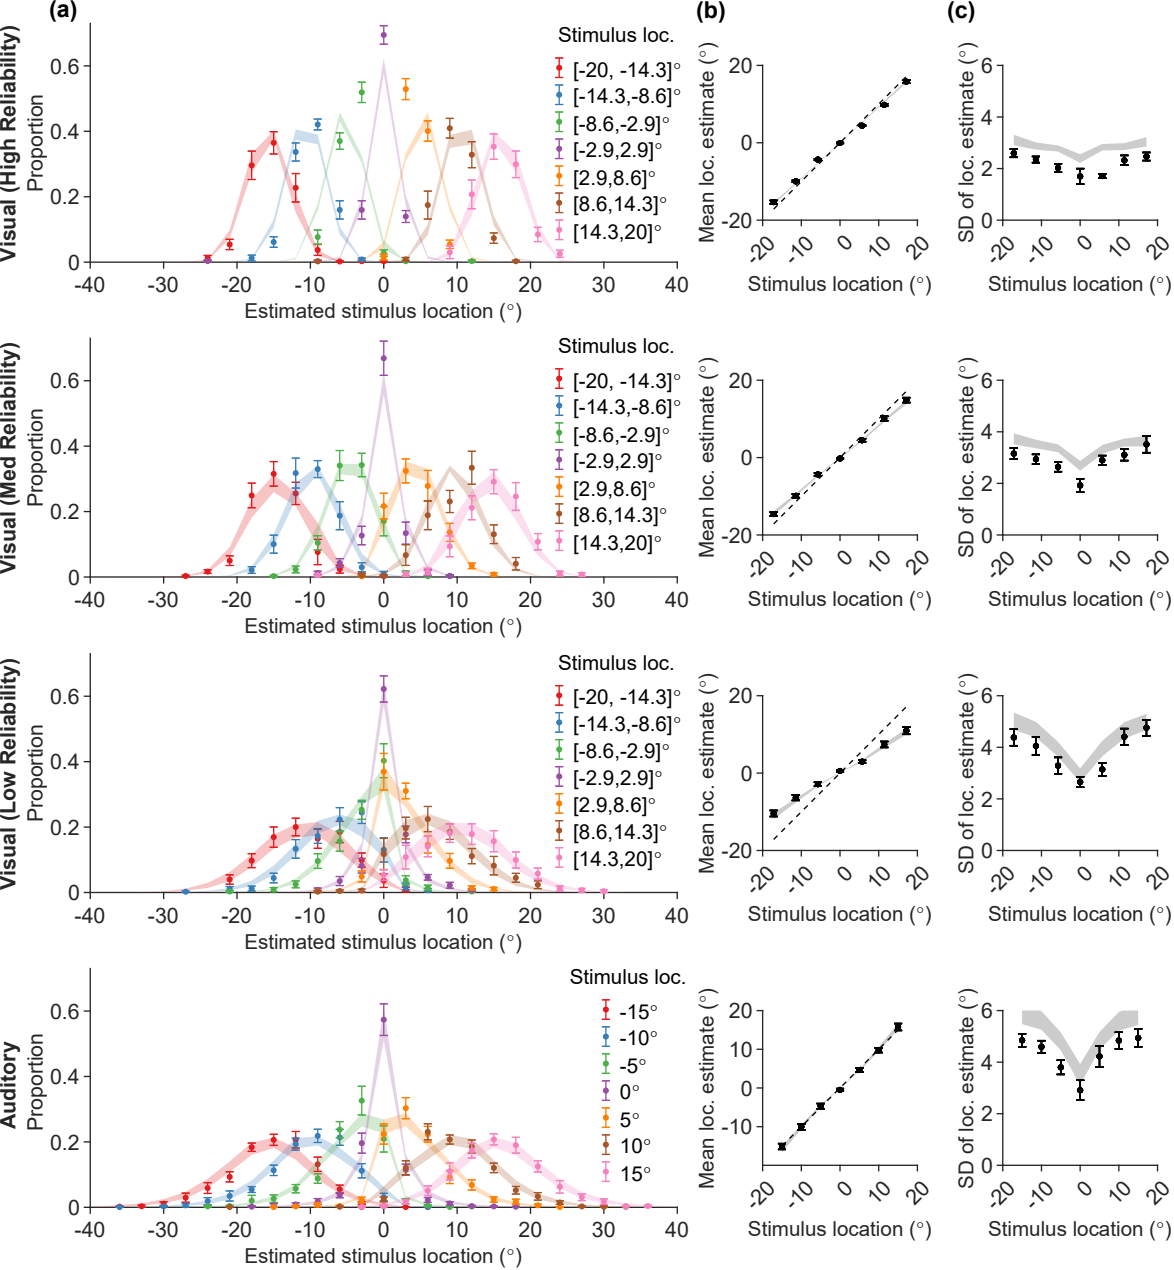 (a)
(b)
(c)
Visual (High Reliability)
Proportion
0.6
0.4
0.2
0
-40 -30 -20 -10 0 10 20 30 40
Estimated stimulus location (°)
Stimulus loc.
[-20, -14.3]°
[-14.3,-8.6]°
[-8.6,-2.9]°
[-2.9,2.9]°
[2.9,8.6]°
[8.6,14.3]°
[14.3,20]°
Mean loc. estimate (°)
20
0
-20
-20 -10 0 10 20
Stimulus location (°)
SD of loc. estimate (°)
6
4
2
0
-20 -10 0 10 20
Stimulus location (°)
Visual (Med Reliability)
Proportion
0.6
0.4
0.2
0
-40 -30 -20 -10 0 10 20 30 40
Estimated stimulus location (°)
Stimulus loc.
[-20, -14.3]°
[-14.3,-8.6]°
[-8.6,-2.9]°
[-2.9,2.9]°
[2.9,8.6]°
[8.6,14.3]°
[14.3,20]°
Mean loc. estimate (°)
20
0
-20
-20 -10 0 10 20
Stimulus location (°)
SD of loc. estimate (°)
6
4
2
0
-20 -10 0 10 20
Stimulus location (°)
Visual (Low Reliability)
Proportion
0.6
0.4
0.2
0
-40 -30 -20 -10 0 10 20 30 40
Estimated stimulus location (°)
Stimulus loc.
[-20, -14.3]°
[-14.3,-8.6]°
[-8.6,-2.9]°
[-2.9,2.9]°
[2.9,8.6]°
[8.6,14.3]°
[14.3,20]°
Mean loc. estimate (°)
20
0
-20
-20 -10 0 10 20
Stimulus location (°)
SD of loc. estimate (°)
6
4
2
0
-20 -10 0 10 20
Stimulus location (°)
Auditory
Proportion
0.6
0.4
0.2
0
-40 -30 -20 -10 0 10 20 30 40
Estimated stimulus location (°)
Stimulus loc.
-15°
-10°
-5°
0°
5°
10°
15°
Mean loc. estimate (°)
20
10
0
-10
-20 -10 0 10 20
Stimulus location (°)
SD of loc. estimate (°)
6
4
2
0
-20 -10 0 10 20
Stimulus location (°)